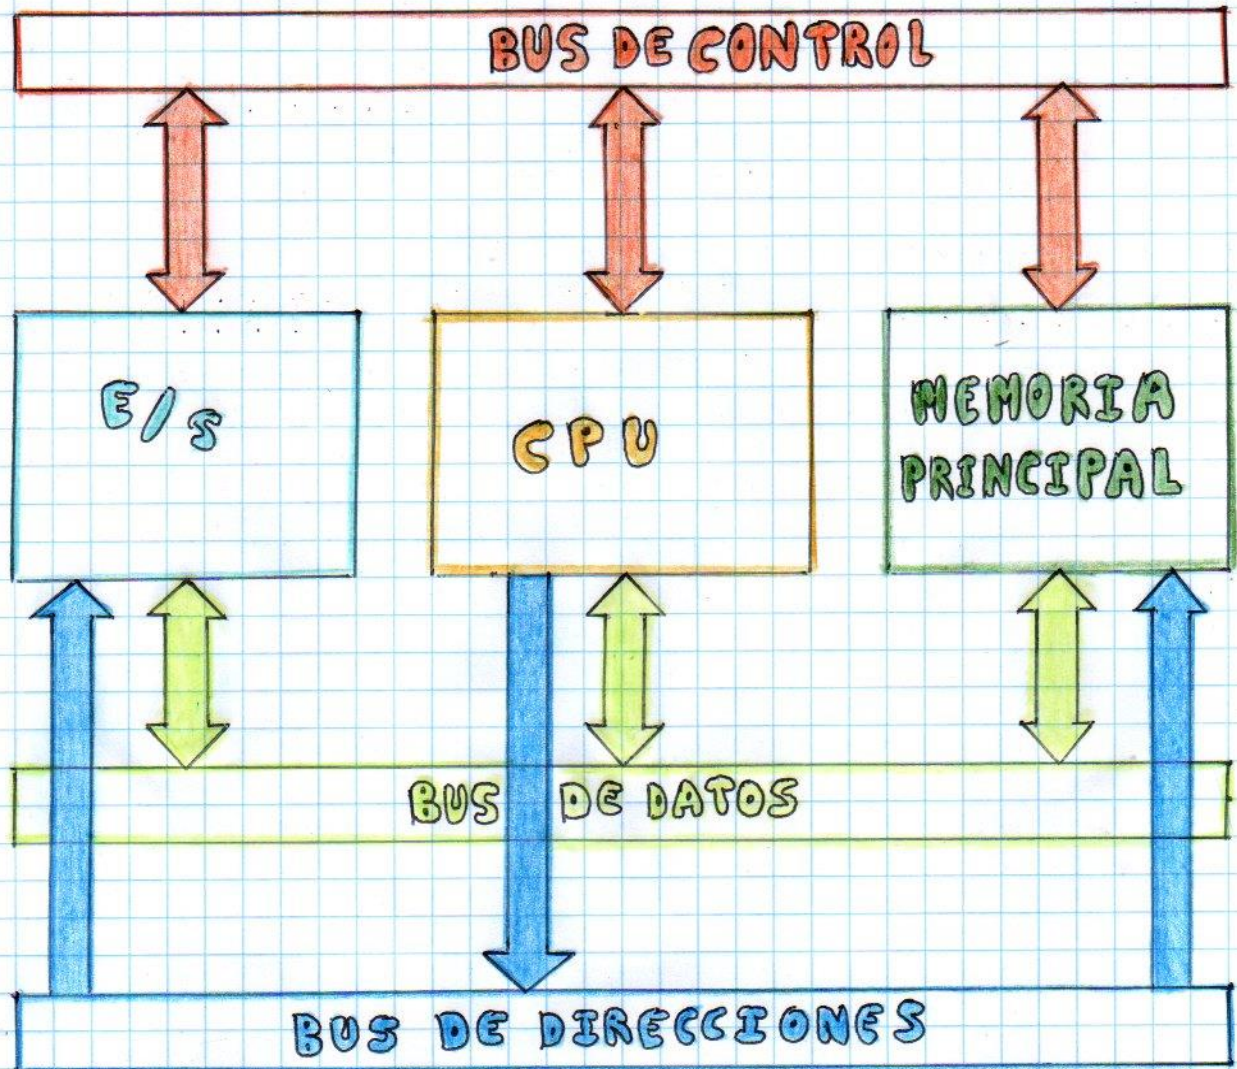 BUS DE CONTROL
E/S
CPU
MEMORIA
PRINCIPAL
BUS DE DATOS
BUS DE DIRECCIONES